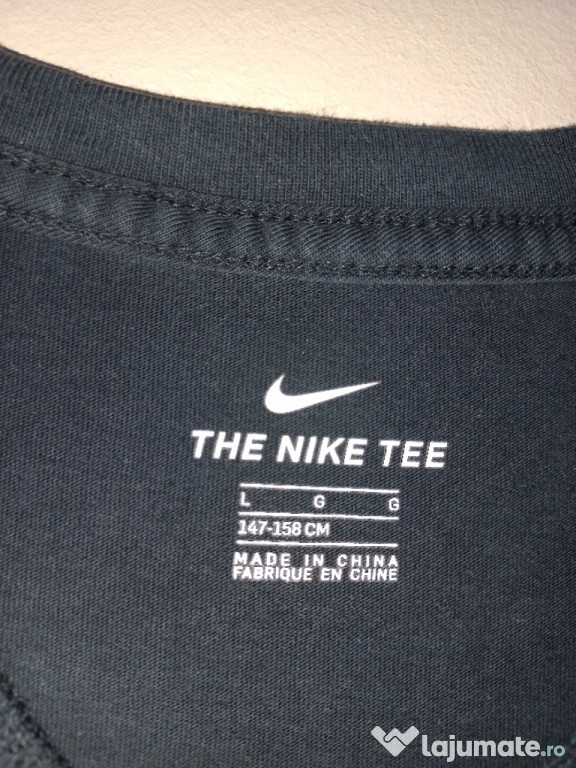 THE NIKE TEE
L G G
147-158 CM
MADE IN CHINA
FABRIQUE EN CHINE
lajumate.ro